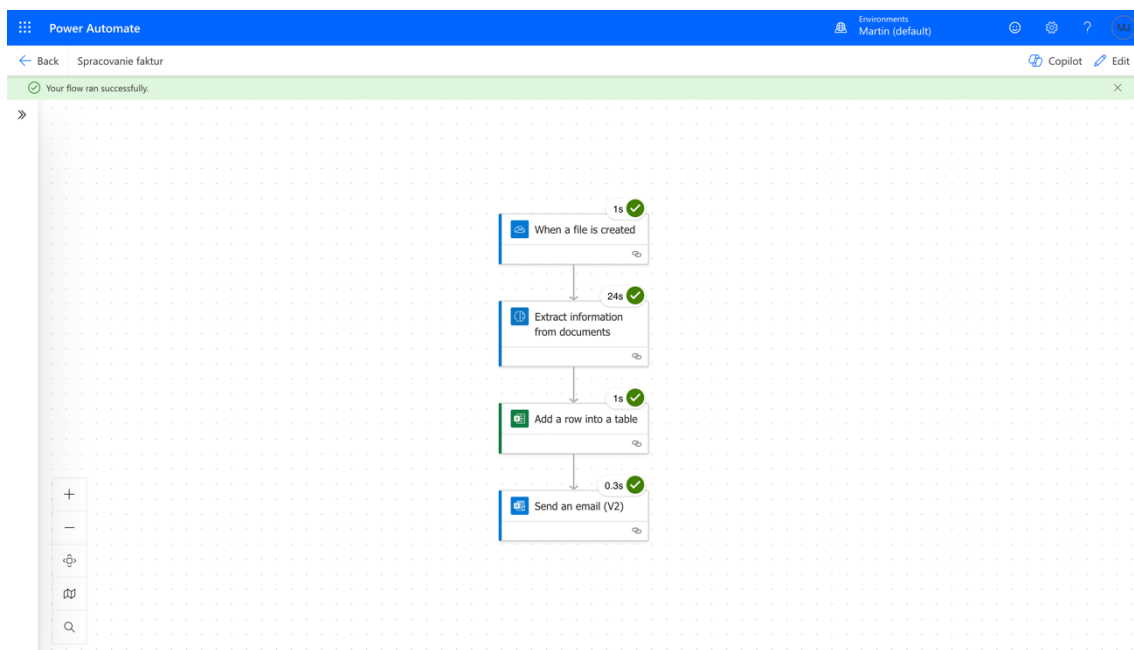 Power Automate
Environments
Martin (default)
MJ
Back
Spracovanie faktur
Copilot
Edit
Your flow ran successfully.
1s
When a file is created
24s
Extract information
from documents
1s
Add a row into a table
0.3s
Send an email (V2)